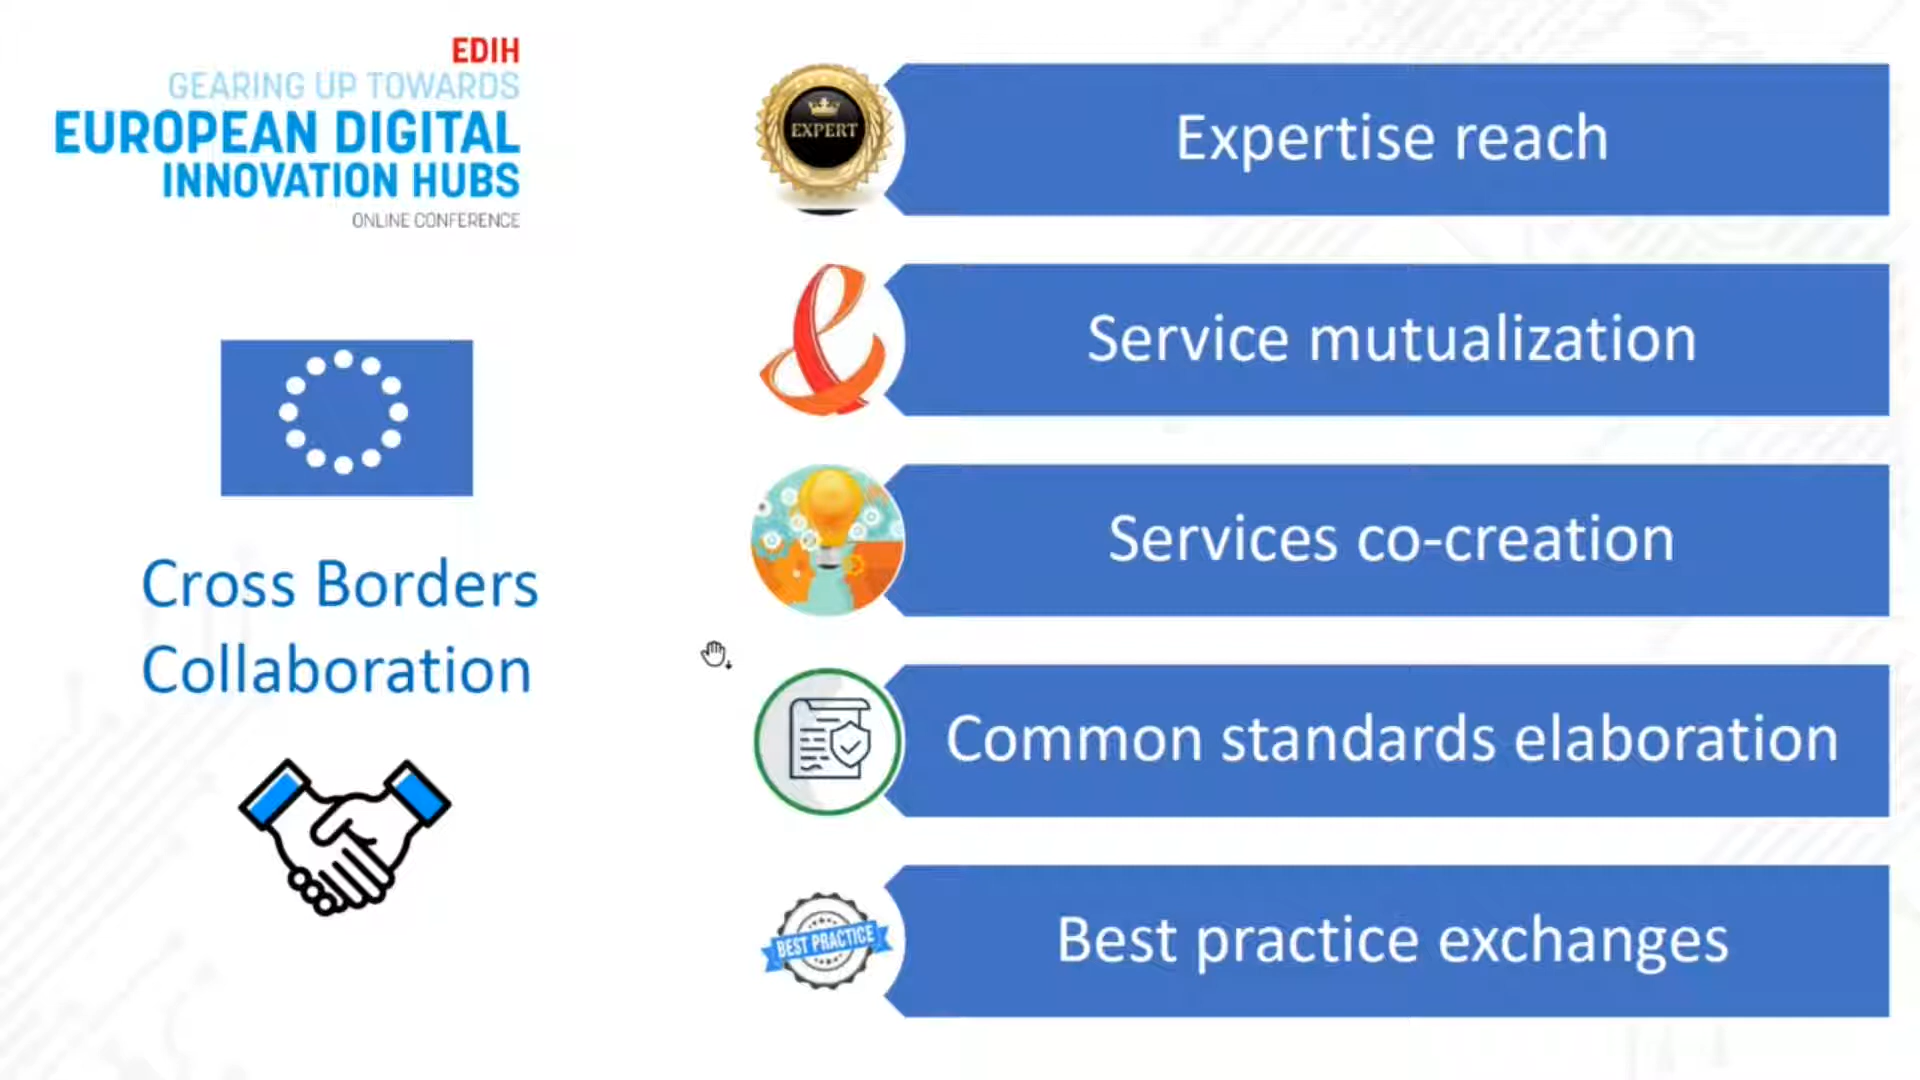 EDIH
GEARING UP TOWARDS
EUROPEAN DIGITAL
INNOVATION HUBS
ONLINE CONFERENCE
Cross Borders
Collaboration
EXPERT
Expertise reach
Service mutualization
Services co-creation
Common standards elaboration
BEST PRACTICE
Best practice exchanges